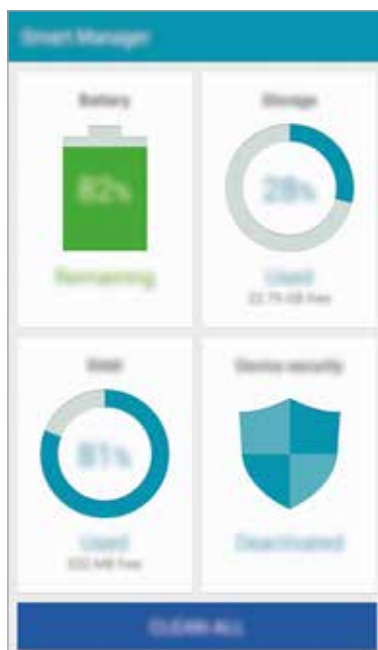 Smart Manager
Battery
82%
Remaining
Storage
28%
Used
RAM
81%
Used
Device security
Deactivated
CLEAN ALL